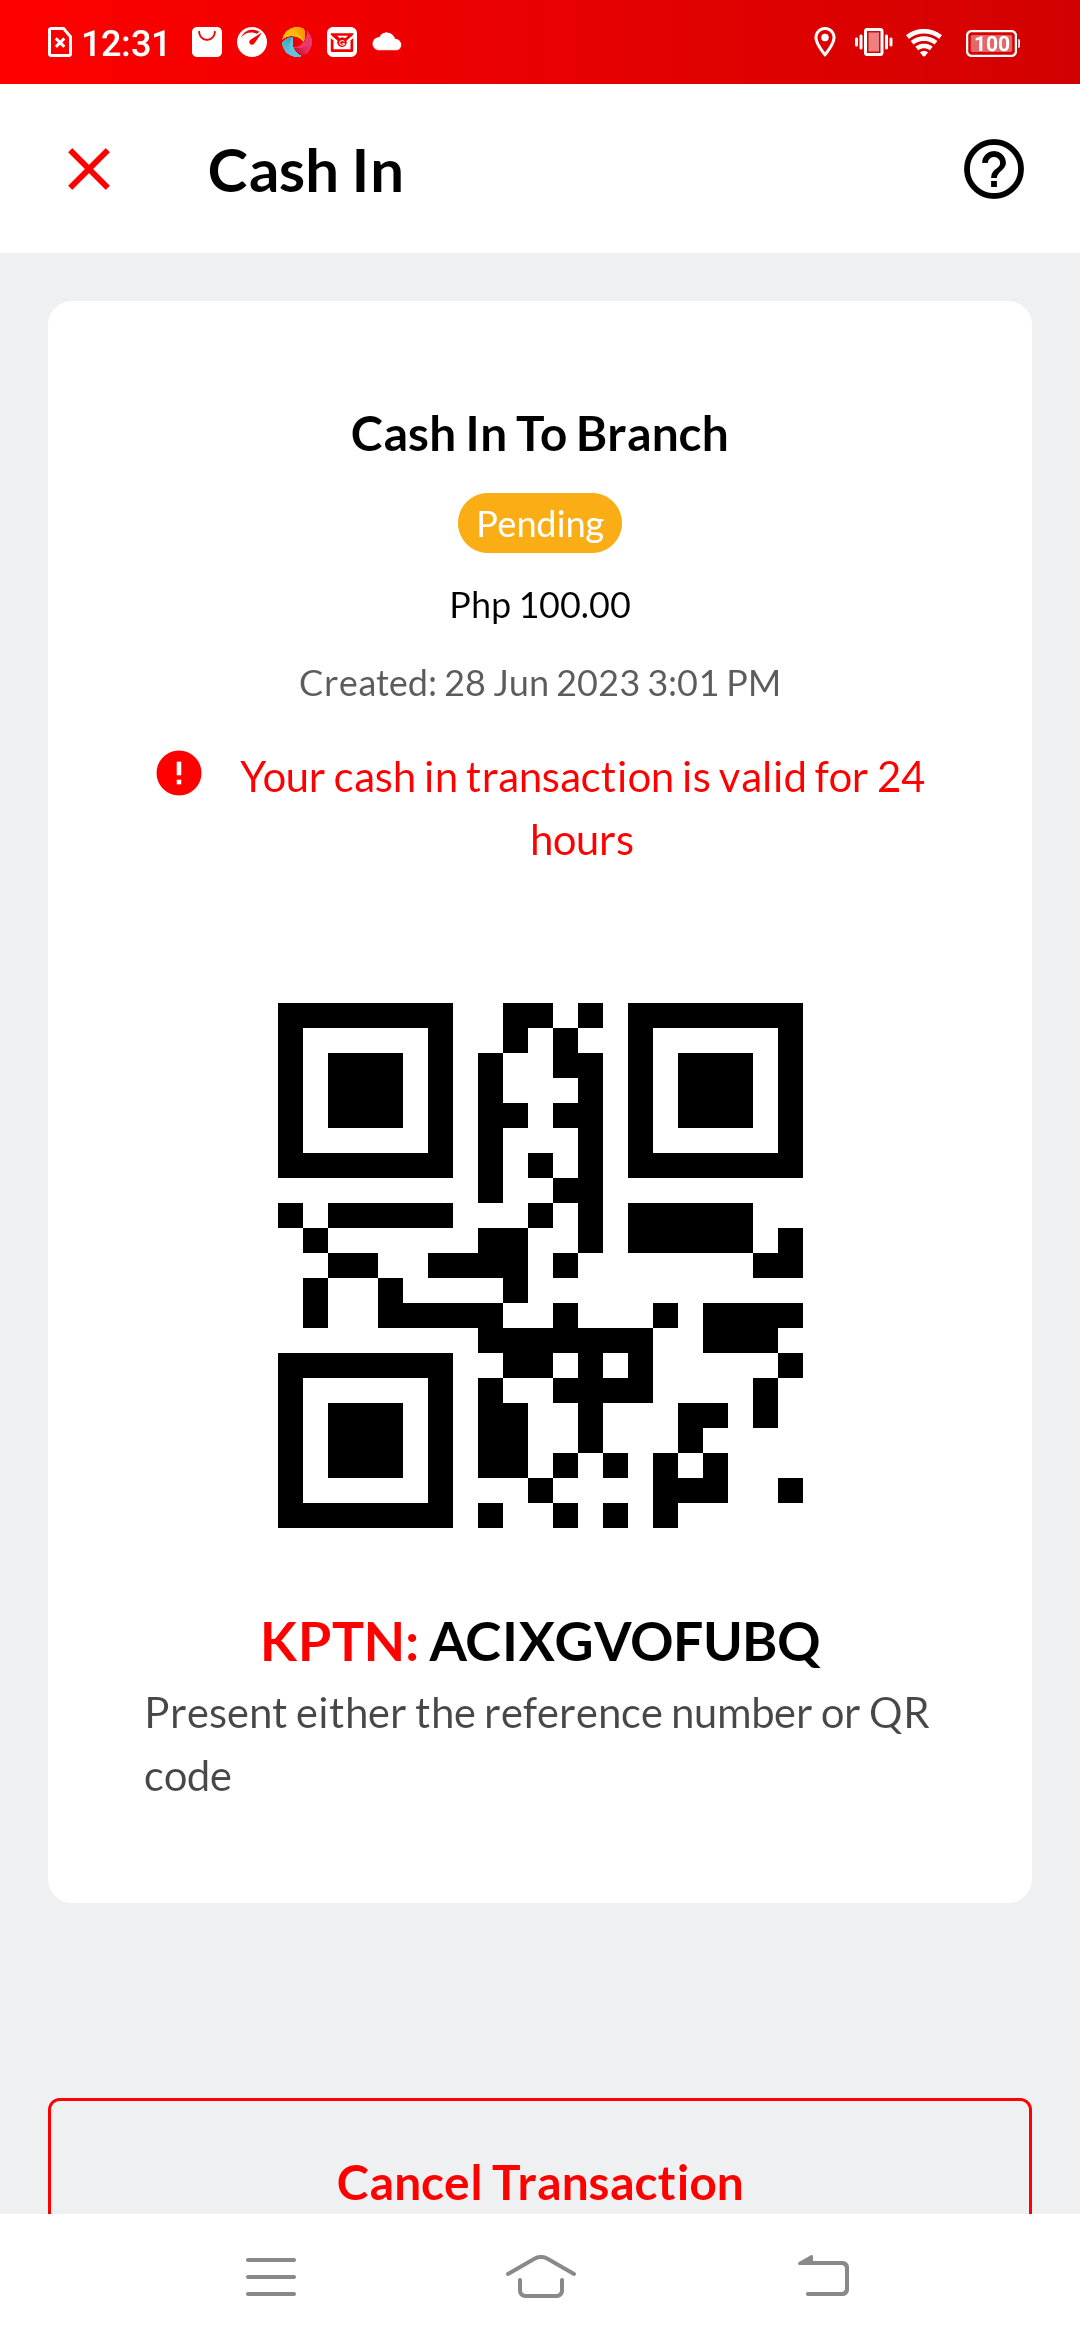 12:31
100
Cash In
Cash In To Branch
Pending
Php 100.00
Created: 28 Jun 2023 3:01 PM
Your cash in transaction is valid for 24
hours
KPTN: ACIXGVOFUBQ
Present either the reference number or QR
code
Cancel Transaction